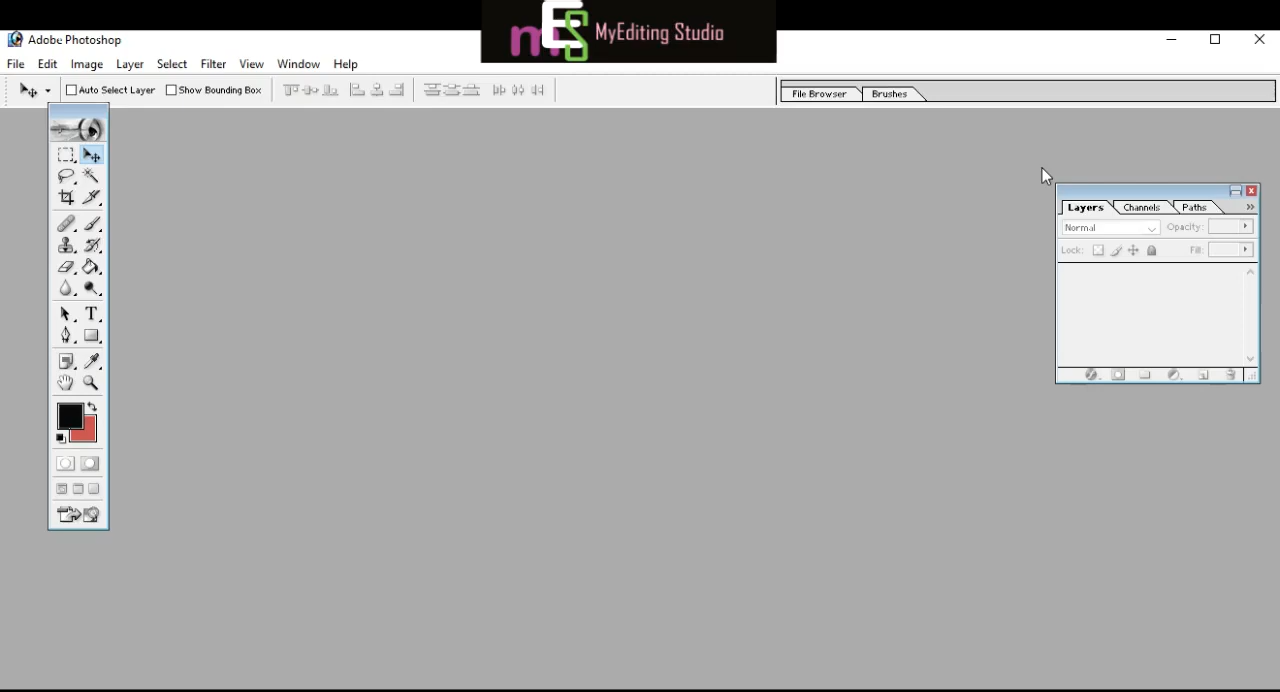 mES MyEditing Studio
Adobe Photoshop
File Edit Image Layer Select Filter View Window Help
Auto Select Layer Show Bounding Box
File Browser Brushes
Layers Channels Paths
Normal Opacity:
Lock: Fill:
T